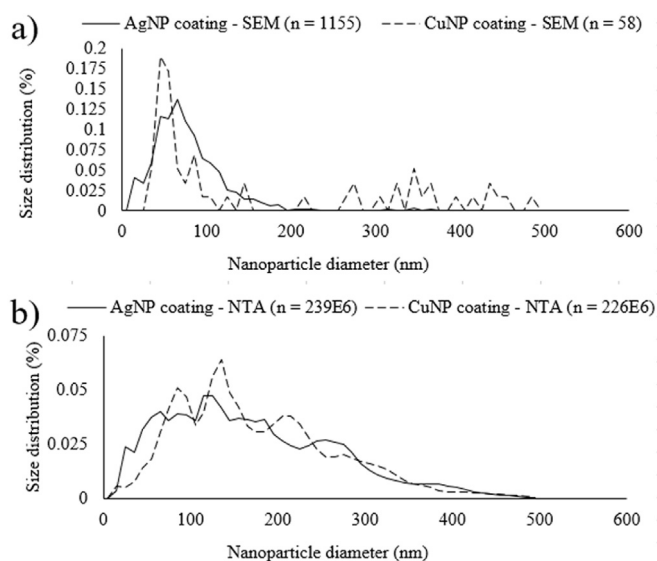 a)
AgNP coating - SEM (n = 1155) CuNP coating - SEM (n = 58)
Size distribution (%)
0.2
0.175
0.15
0.125
0.1
0.075
0.05
0.025
0
0 100 200 300 400 500 600
Nanoparticle diameter (nm)
b)
AgNP coating - NTA (n = 239E6) CuNP coating - NTA (n = 226E6)
Size distribution (%)
0.075
0.05
0.025
0
0 100 200 300 400 500 600
Nanoparticle diameter (nm)